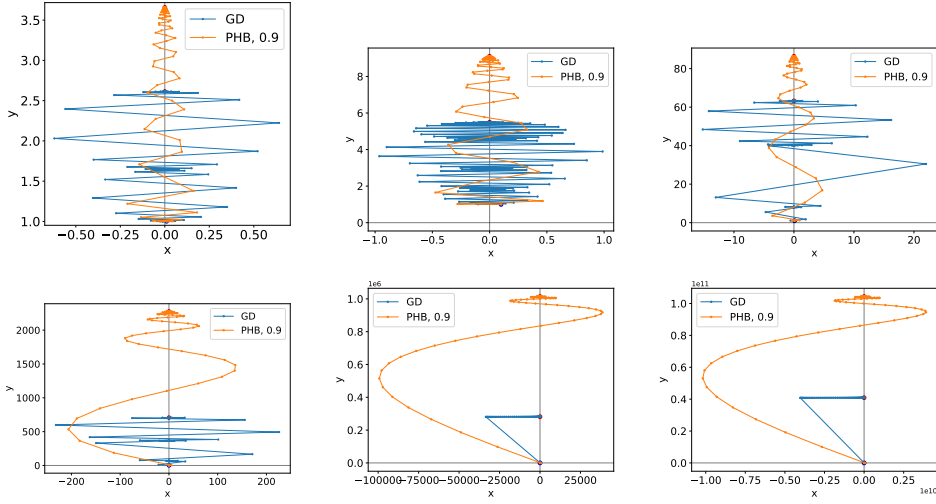 GD
PHB, 0.9
3.5
3.0
2.5
2.0
1.5
1.0
y
−0.50
−0.25
0.00
0.25
0.50
x
GD
PHB, 0.9
8
6
4
2
0
y
−1.0
−0.5
0.0
0.5
1.0
x
GD
PHB, 0.9
80
60
40
20
0
y
−10
0
10
20
x
GD
PHB, 0.9
2000
1500
1000
500
0
y
−200
−100
0
100
200
x
1e6
GD
PHB, 0.9
1.0
0.8
0.6
0.4
0.2
0.0
y
−100000
−75000
−50000
−25000
0
25000
x
1e11
GD
PHB, 0.9
1.0
0.8
0.6
0.4
0.2
0.0
y
−1.00
−0.75
−0.50
−0.25
0.00
0.25
1e10
x